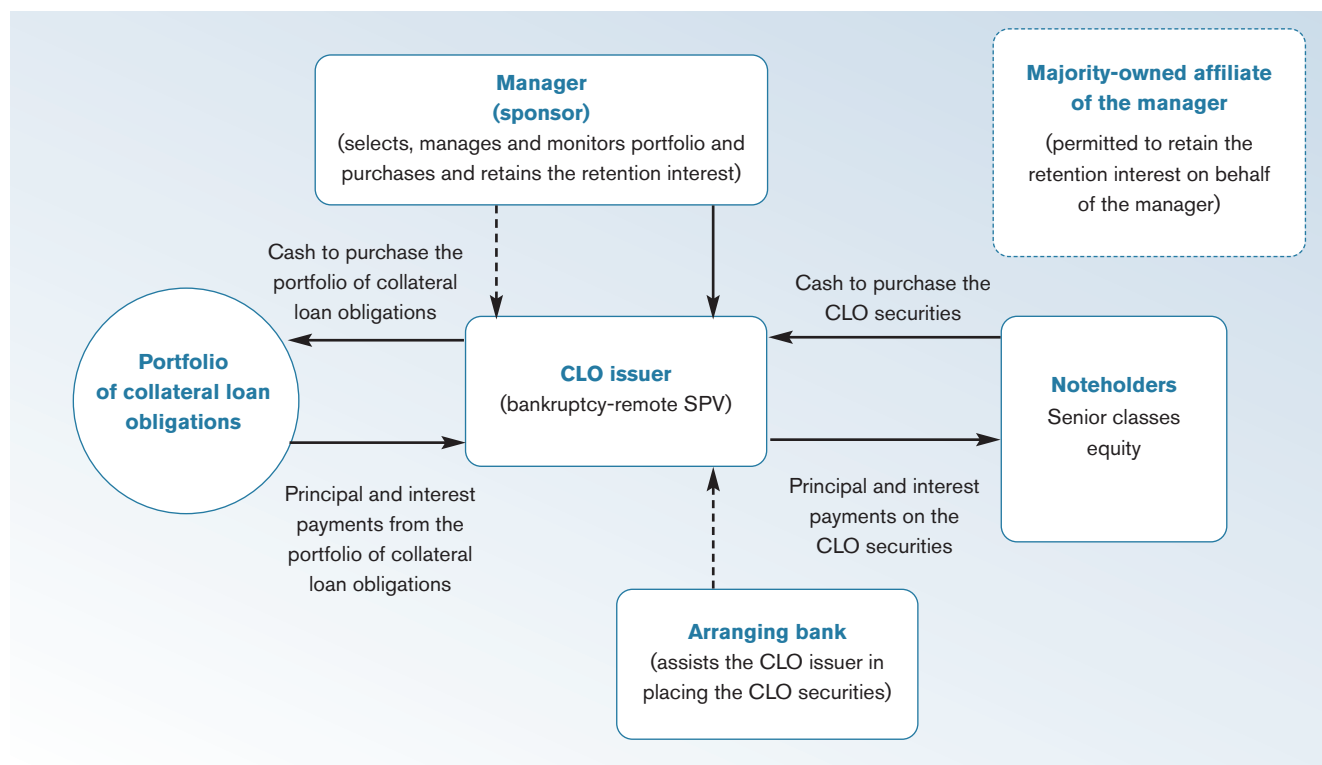 Manager
(sponsor)
(selects, manages and monitors portfolio and
purchases and retains the retention interest)
Majority-owned affiliate
of the manager
(permitted to retain the
retention interest on behalf
of the manager)
Cash to purchase the
portfolio of collateral
loan obligations
Cash to purchase the
CLO securities
Portfolio
of collateral loan
obligations
CLO issuer
(bankruptcy-remote SPV)
Noteholders
Senior classes
equity
Principal and interest
payments from the
portfolio of collateral
loan obligations
Principal and interest
payments on the
CLO securities
Arranging bank
(assists the CLO issuer in
placing the CLO securities)